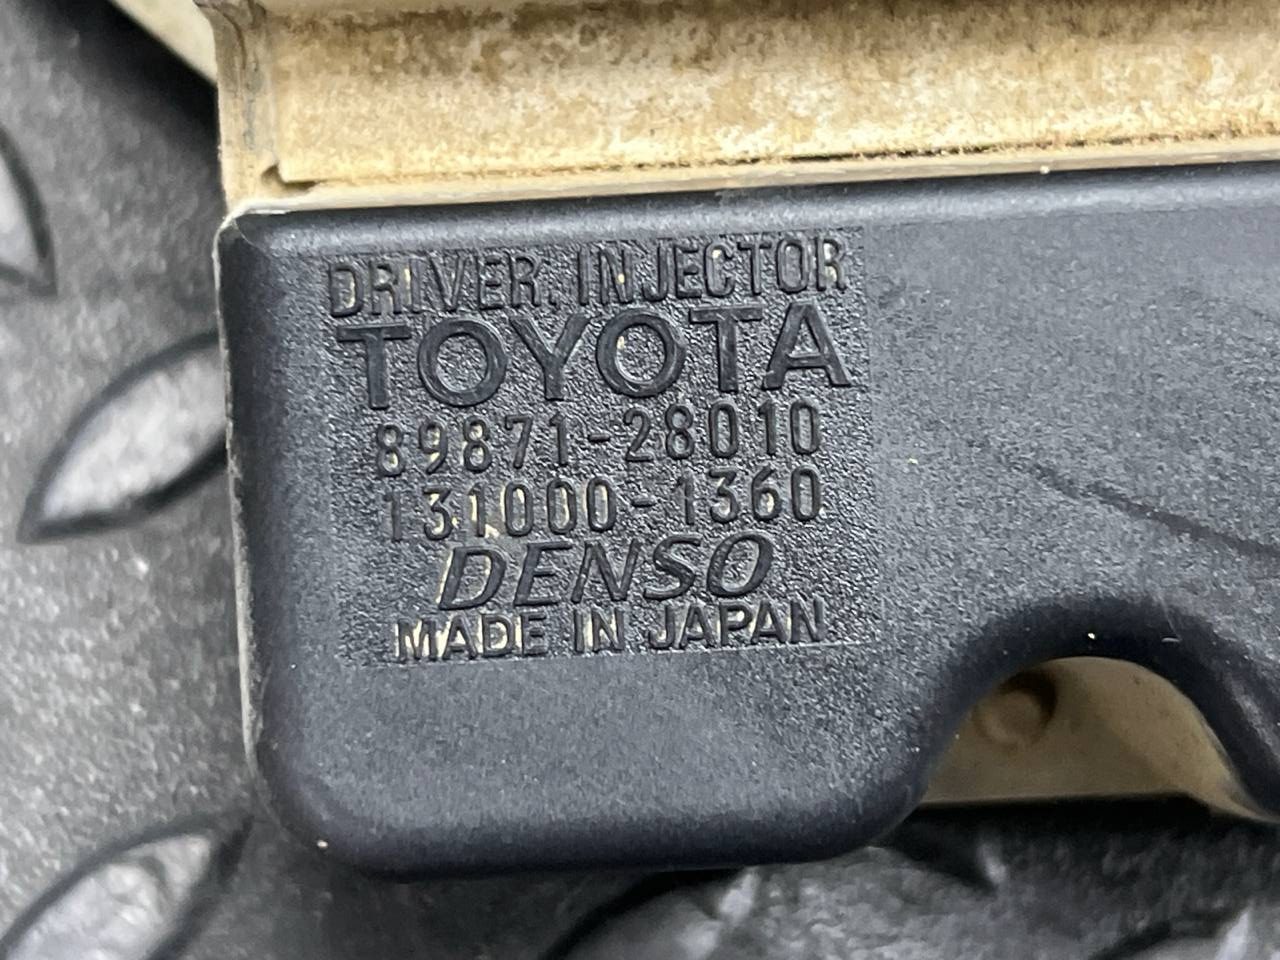 DRIVER, INJECTOR
TOYOTA
89871-28010
131000-1360
DENSO
MADE IN JAPAN